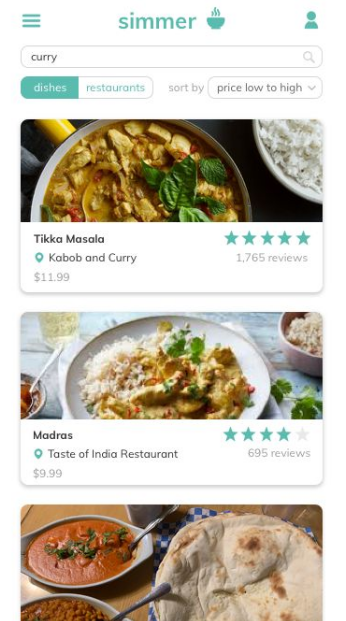 simmer
curry
dishes restaurants sort by price low to high
Tikka Masala
Kabob and Curry 1,765 reviews
$11.99
Madras
Taste of India Restaurant 695 reviews
$9.99